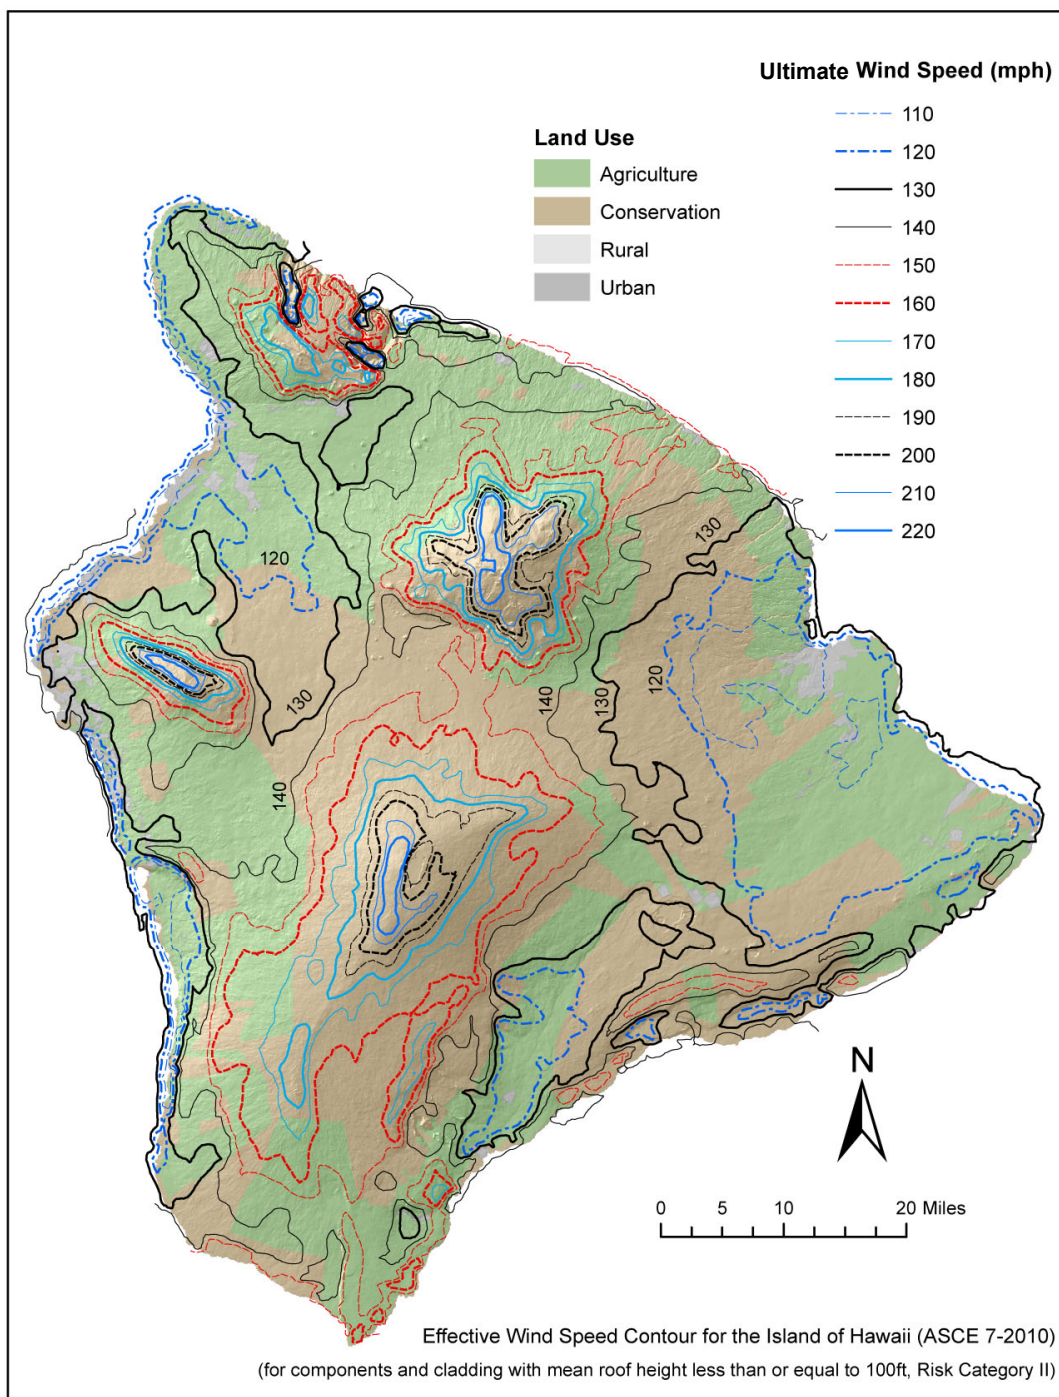 Ultimate Wind Speed (mph)
110
120
130
140
150
160
170
180
190
200
210
220
Land Use
Agriculture
Conservation
Rural
Urban
130
120
120
130
130
140
140
N
0 5 10 20 Miles
Effective Wind Speed Contour for the Island of Hawaii (ASCE 7-2010)
(for components and cladding with mean roof height less than or equal to 100ft, Risk Category II)